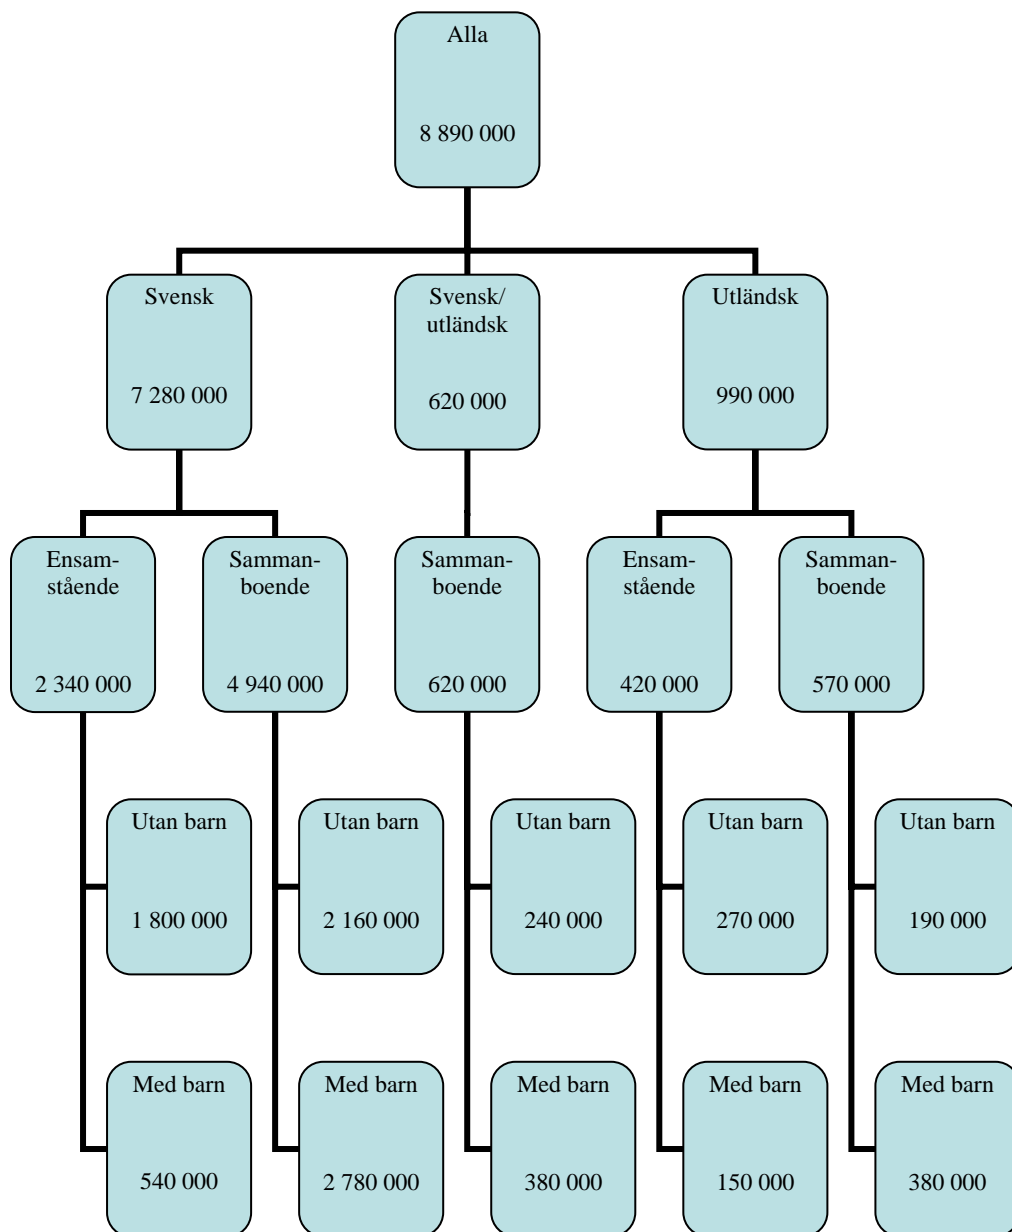 Alla
8 890 000
Svensk
7 280 000
Svensk/
utländsk
620 000
Utländsk
990 000
Ensam-
stående
2 340 000
Samman-
boende
4 940 000
Samman-
boende
620 000
Ensam-
stående
420 000
Samman-
boende
570 000
Utan barn
1 800 000
Utan barn
2 160 000
Utan barn
240 000
Utan barn
270 000
Utan barn
190 000
Med barn
540 000
Med barn
2 780 000
Med barn
380 000
Med barn
150 000
Med barn
380 000